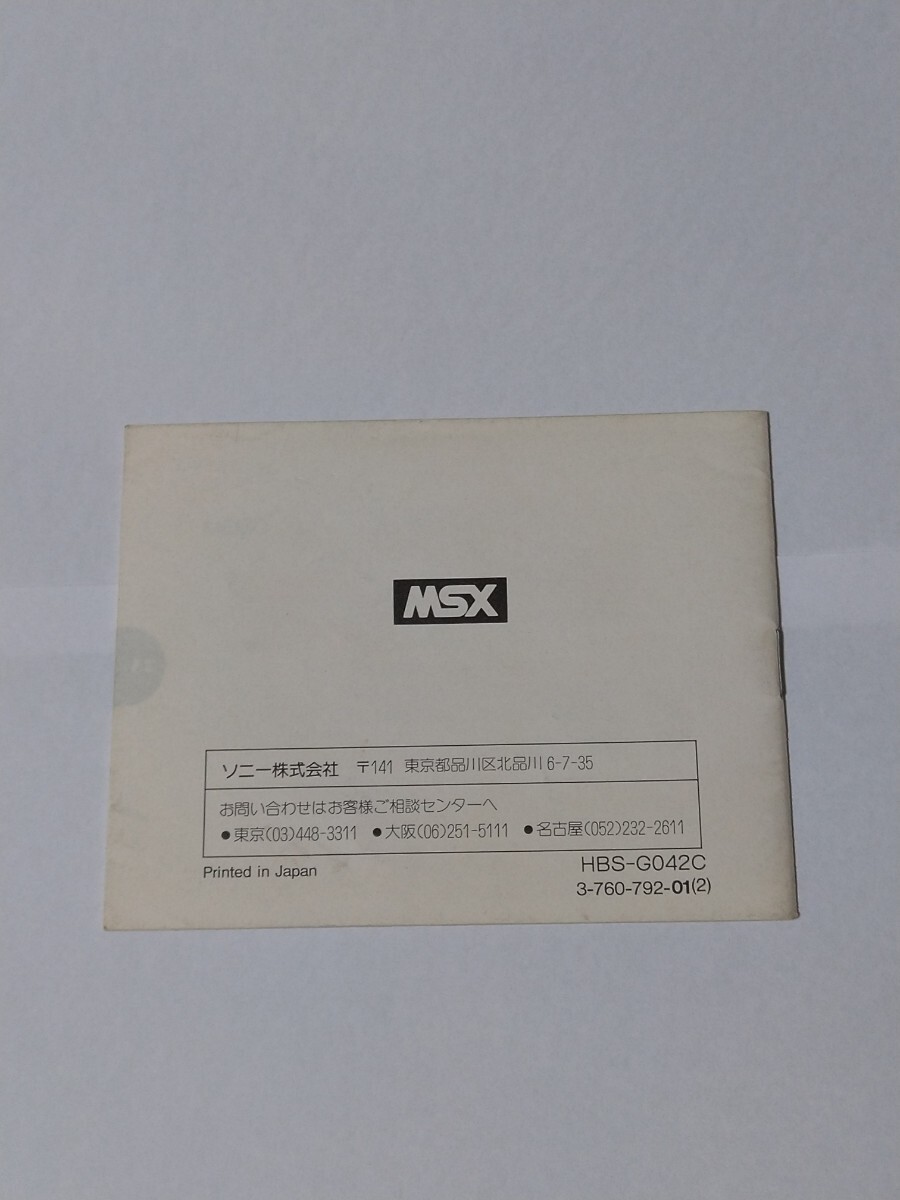 MSX
ソニー株式会社 〒141 東京都品川区北品川6-7-35
お問い合わせはお客様ご相談センターへ
●東京(03)448-3311 ●大阪(06)251-5111 ●名古屋(052)232-2611
Printed in Japan
HBS-G042C
3-760-792-01(2)